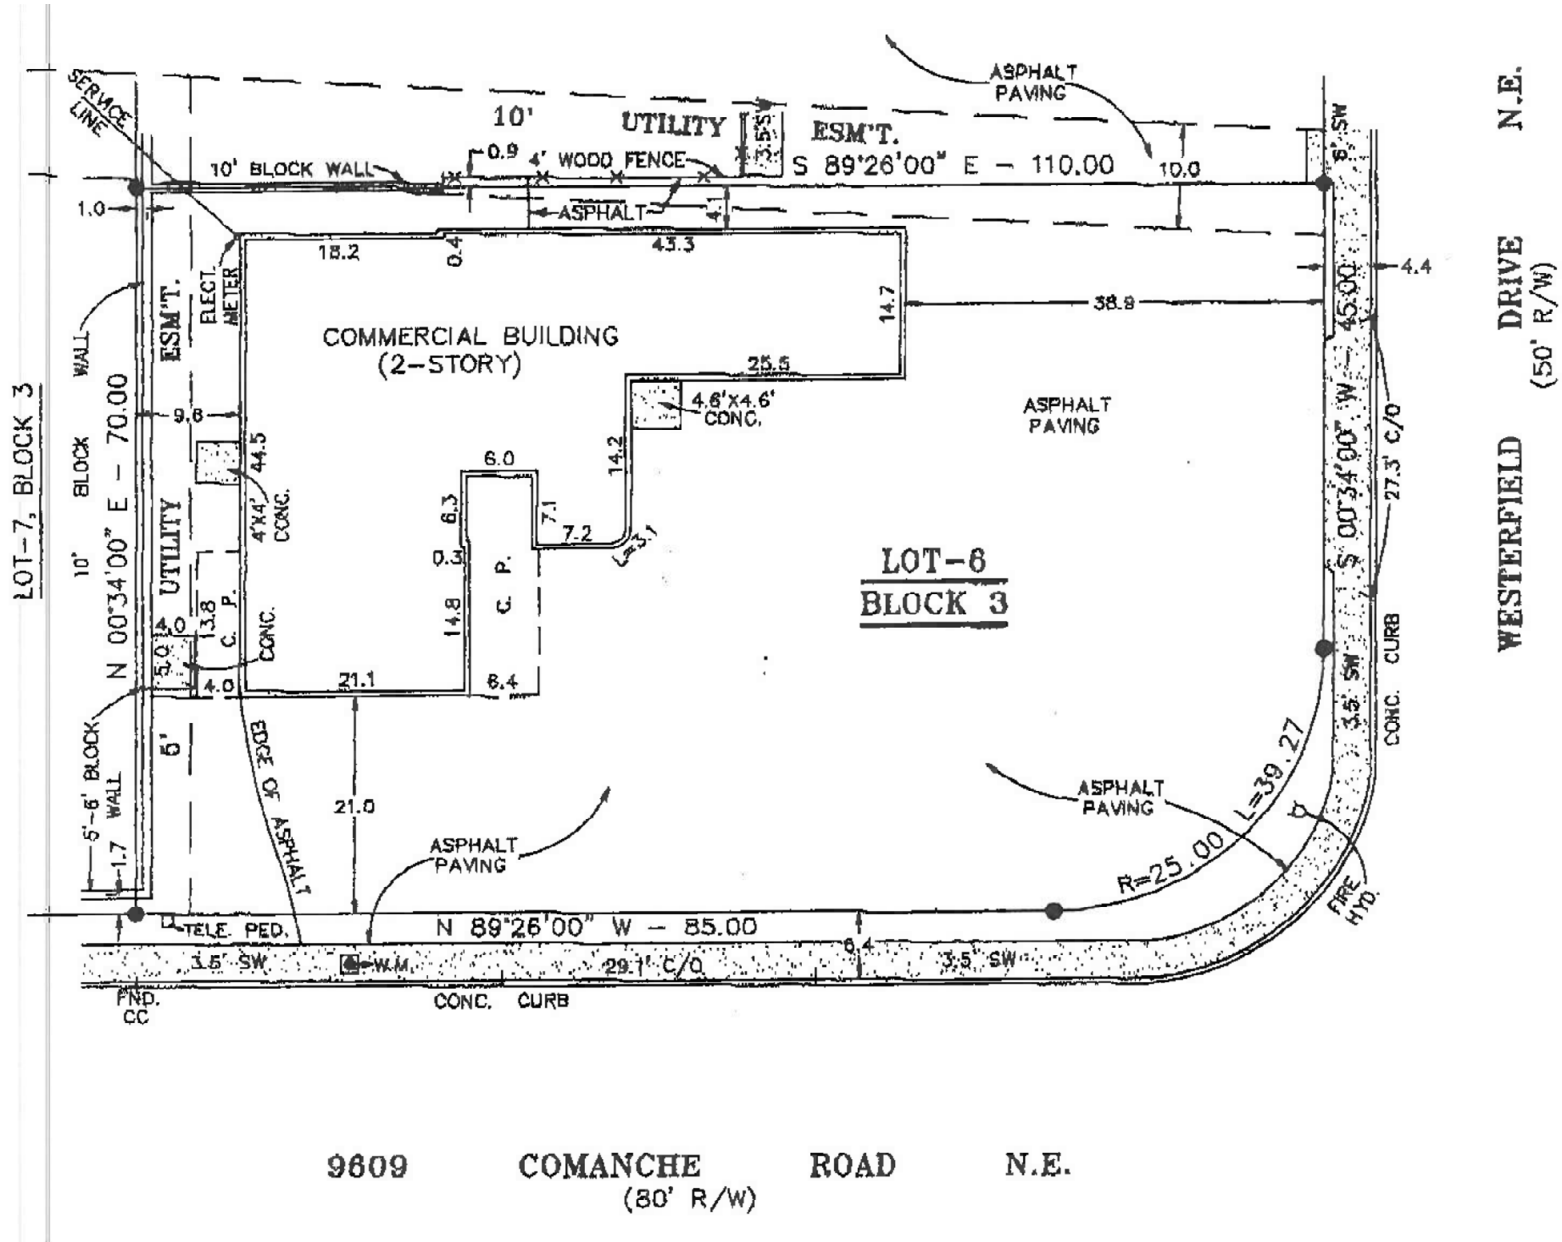 ASPHALT
PAVING
N.E.
SERVICE
LINE
10' UTILITY ESM'T.
3.5' SW
6' SW
0.9
4' WOOD FENCE
S 89°26'00" E - 110.00
10.0
10' BLOCK WALL
1.0
ASPHALT
4.
18.2
0.4
43.3
4.4
ELECT.
METER
ESM'T.
14.7
38.9
S 00°34'00" W - 45.00
DRIVE
(50' R/W)
COMMERCIAL BUILDING
(2-STORY)
25.5
4.6'X4.6'
CONC.
ASPHALT
PAVING
LOT-7, BLOCK 3
10' BLOCK WALL
N 00°34'00" E - 70.00
9.6
44.5
4'X4'
CONC.
14.2
6.0
6.3
7.1
7.2
L=3.1
0.3
27.3' C/O
WESTERFIELD
UTILITY
13.8
C. P.
CONC.
14.8
C. P.
LOT-6
BLOCK 3
4.0
5.0
4.0
21.1
6.4
3.5' SW
CONC. CURB
5'
5'-6' BLOCK
WALL
1.7
EDGE OF ASPHALT
21.0
ASPHALT
PAVING
ASPHALT
PAVING
L=39.27
R=25.00
FIRE
HYD.
TELE. PED.
N 89°26'00" W - 85.00
6.4
3.5' SW
W.M.
29.1' C/O
3.5' SW
FND.
CC
CONC. CURB
9609 COMANCHE ROAD N.E.
(80' R/W)